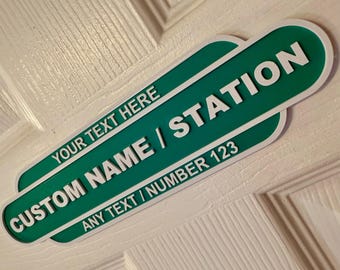 YOUR TEXT HERE
CUSTOM NAME / STATION
ANY TEXT / NUMBER 123